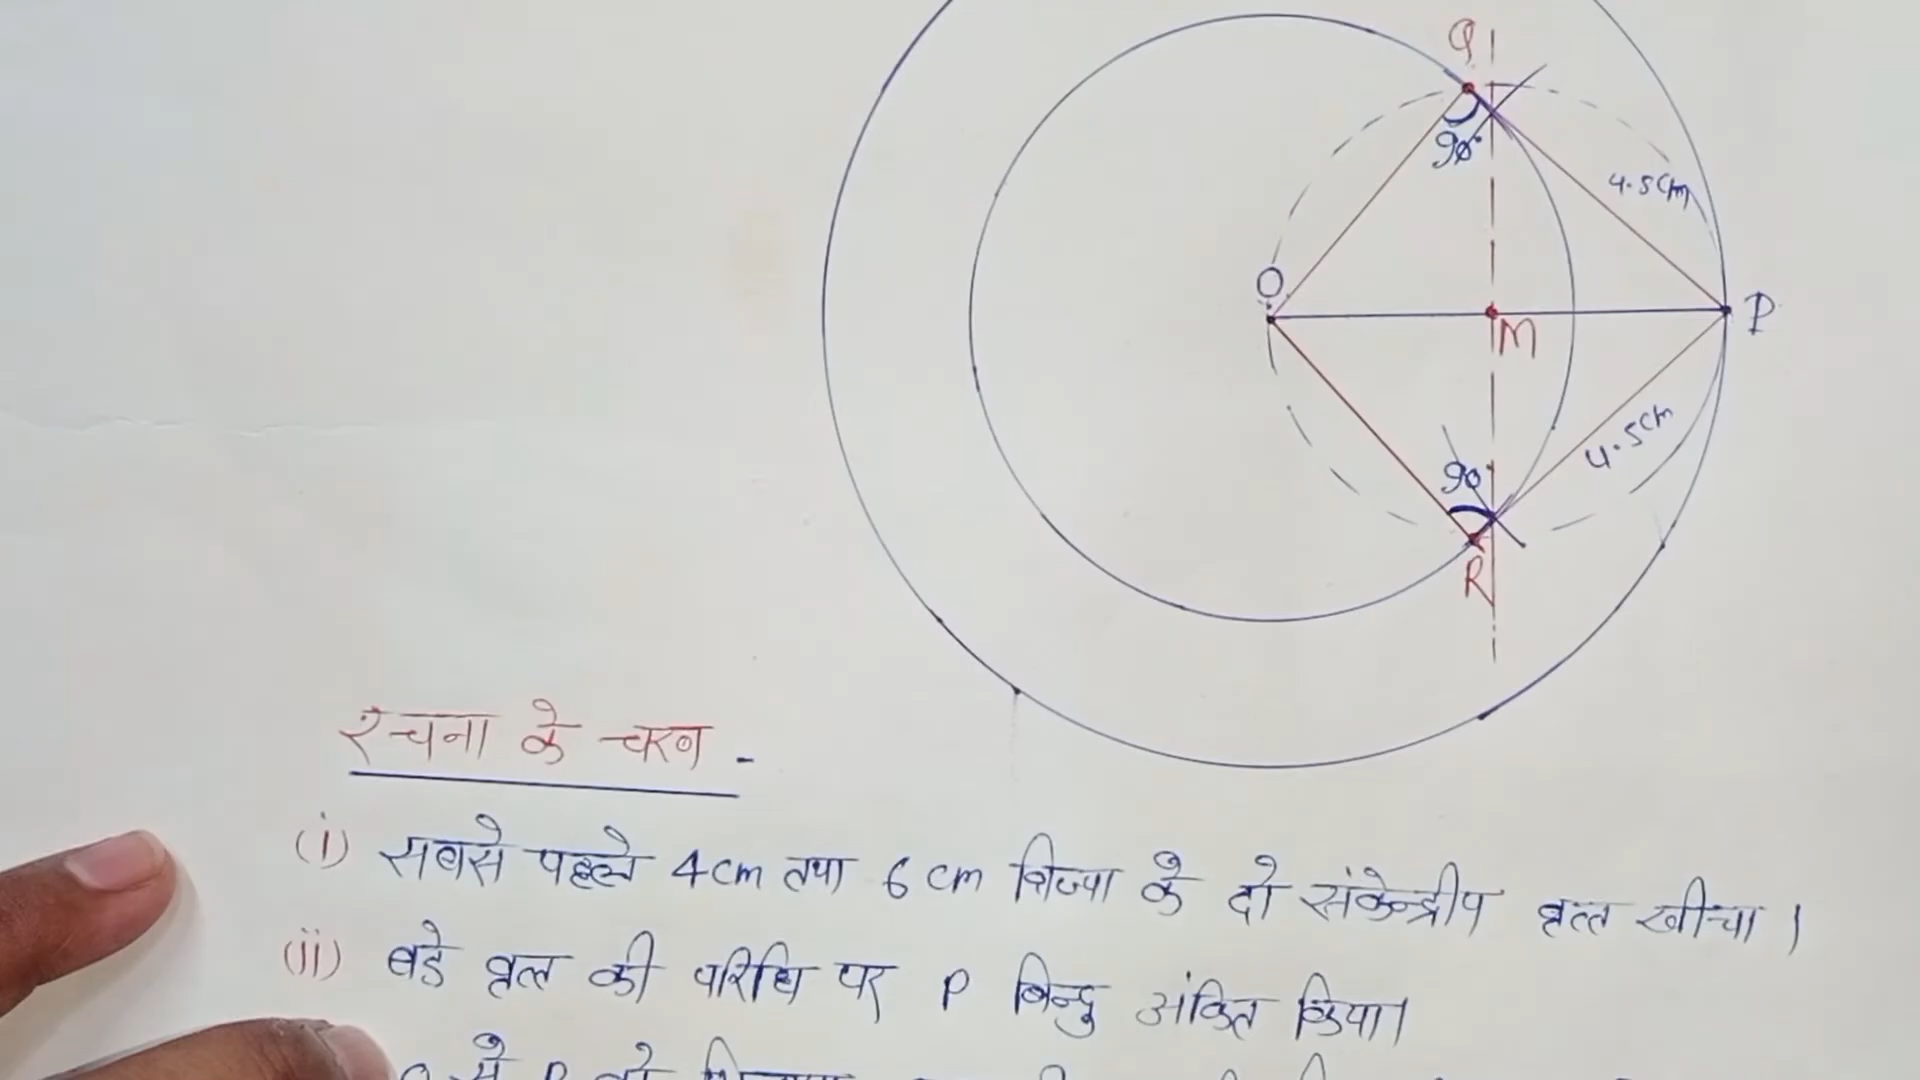 Q
90°
4.5cm
O
M
P
4.5cm
90°
R
रचना के चरण -
(i) सबसे पहले 4cm तथा 6cm त्रिज्या के दो संकेन्द्रीय वृत्त खींचा।
(ii) बडे वृत्त की परिधि पर P बिन्दु अंकित किया।